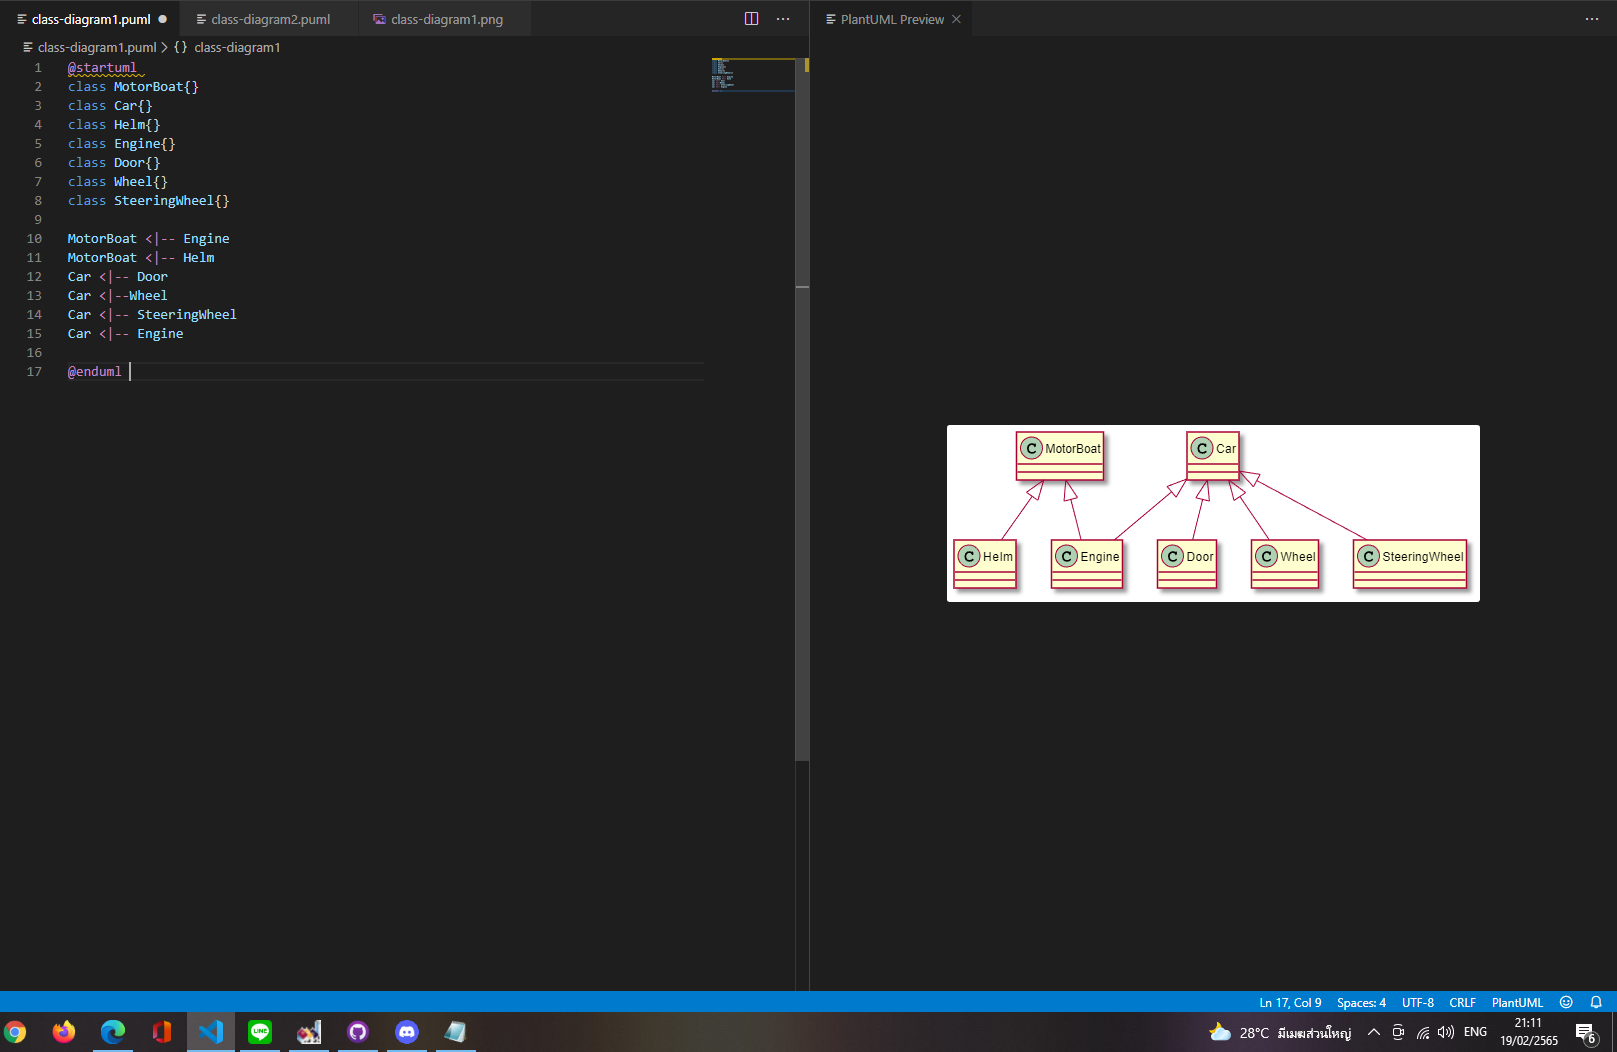 class-diagram1.puml
class-diagram2.puml
class-diagram1.png
PlantUML Preview
class-diagram1.puml > {} class-diagram1
1 @startuml
2 class MotorBoat{}
3 class Car{}
4 class Helm{}
5 class Engine{}
6 class Door{}
7 class Wheel{}
8 class SteeringWheel{}
9
10 MotorBoat <|-- Engine
11 MotorBoat <|-- Helm
12 Car <|-- Door
13 Car <|--Wheel
14 Car <|-- SteeringWheel
15 Car <|-- Engine
16
17 @enduml
C MotorBoat
C Car
C Helm
C Engine
C Door
C Wheel
C SteeringWheel
Ln 17, Col 9 Spaces: 4 UTF-8 CRLF PlantUML
LINE
28°C มีเมฆส่วนใหญ่
ENG
21:11
19/02/2565
6